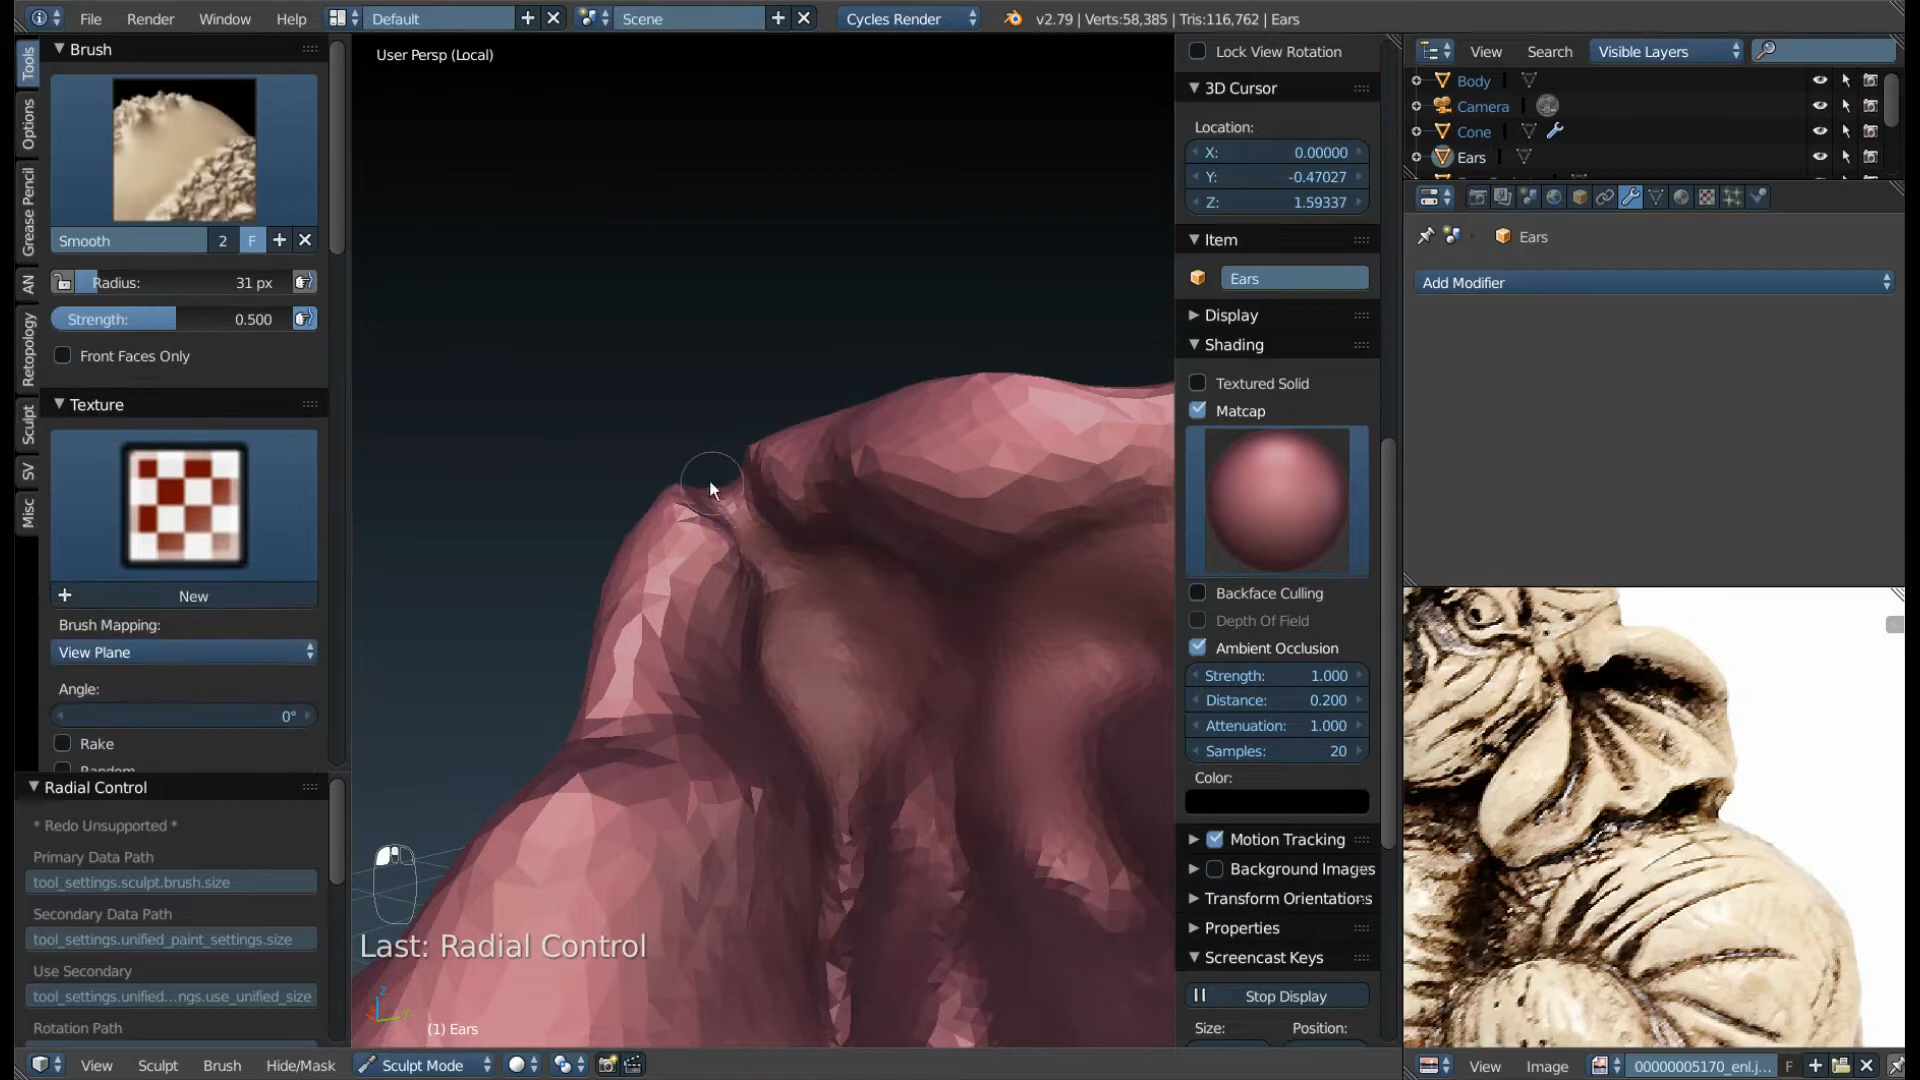 File Render Window Help Default Scene Cycles Render v2.79 | Verts:58,385 | Tris:116,762 | Ears
Tools
Options
Grease Pencil
AN
Retopology
Sculpt
SV
Misc
Brush
Smooth 2 F
Radius: 31 px
Strength: 0.500
Front Faces Only
Texture
New
Brush Mapping:
View Plane
Angle:
0°
Rake
Random
Radial Control
* Redo Unsupported *
Primary Data Path
tool_settings.sculpt.brush.size
Secondary Data Path
tool_settings.unified_paint_settings.size
Use Secondary
tool_settings.unified...ngs.use_unified_size
Rotation Path
User Persp (Local)
Last: Radial Control
z
y
(1) Ears
View Sculpt Brush Hide/Mask Sculpt Mode
Lock View Rotation
3D Cursor
Location:
X: 0.00000
Y: -0.47027
Z: 1.59337
Item
Ears
Display
Shading
Textured Solid
Matcap
Backface Culling
Depth Of Field
Ambient Occlusion
Strength: 1.000
Distance: 0.200
Attenuation: 1.000
Samples: 20
Color:
Motion Tracking
Background Images
Transform Orientations
Properties
Screencast Keys
Stop Display
Size: Position:
View Search Visible Layers
Body
Camera
Cone
Ears
Ears
Add Modifier
View Image 00000005170_enl.j... F